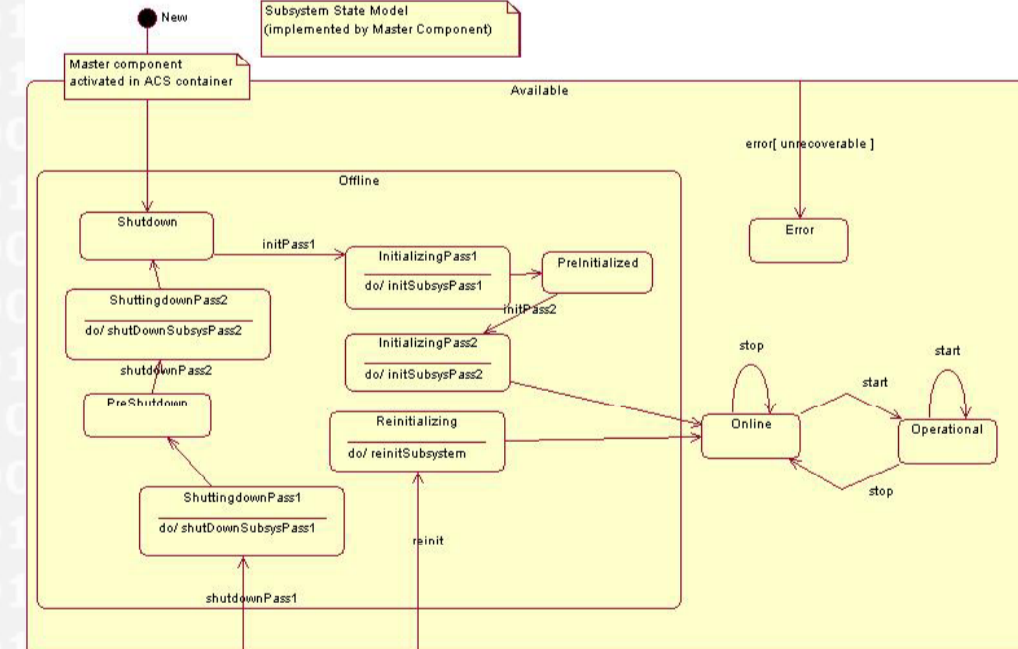 New
Subsystem State Model
(implemented by Master Component)
Master component
activated in ACS container
Available
error[ unrecoverable ]
Offline
Shutdown
Error
initPass1
InitializingPass1
do/ initSubsysPass1
PreInitialized
ShuttingdownPass2
do/ shutDownSubsysPass2
initPass2
InitializingPass2
do/ initSubsysPass2
shutdownPass2
PreShutdown
stop
start
start
Reinitializing
do/ reinitSubsystem
Online
Operational
stop
ShuttingdownPass1
do/ shutDownSubsysPass1
reinit
shutdownPass1